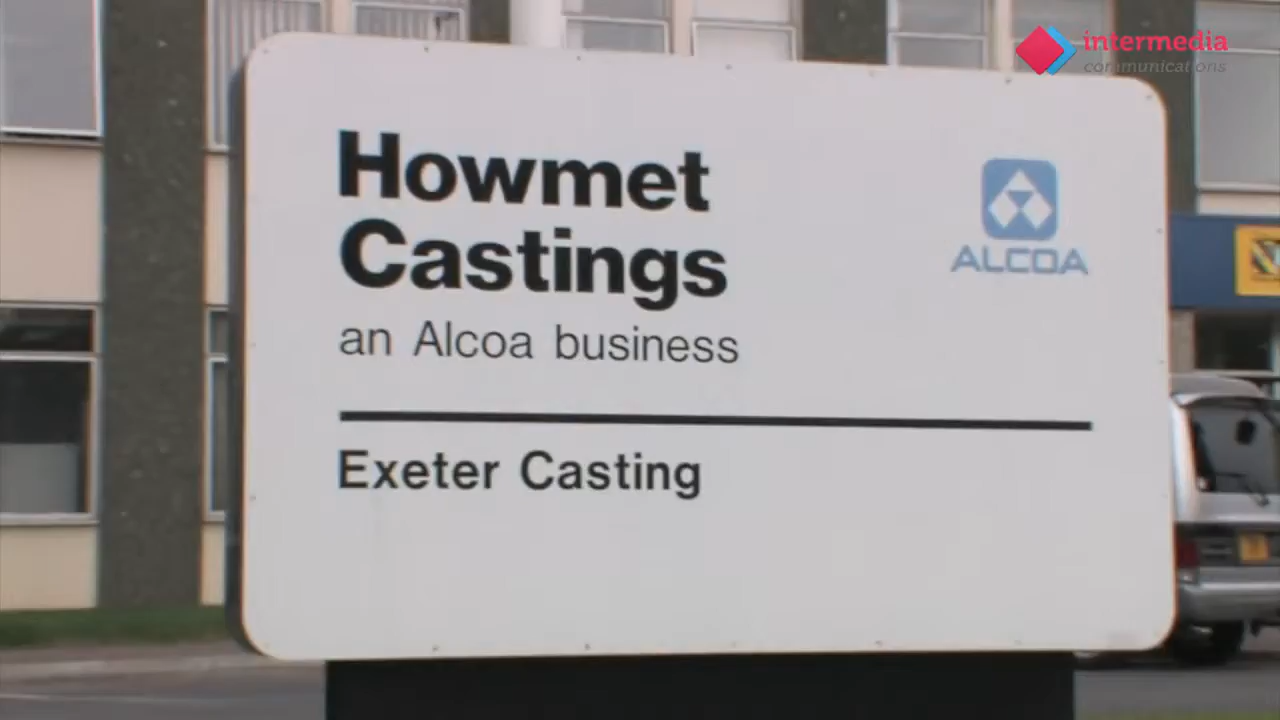 intermedia
communications
Howmet
Castings
an Alcoa business
ALCOA
Exeter Casting